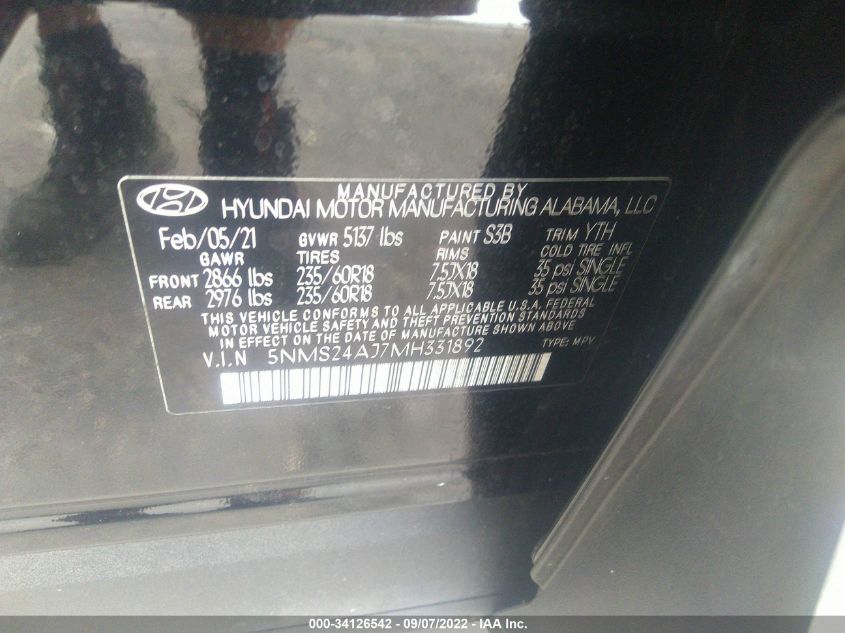 MANUFACTURED BY
HYUNDAI MOTOR MANUFACTURING ALABAMA, LLC
Feb/05/21 GVWR 5137 lbs PAINT S3B TRIM YTH
GAWR TIRES RIMS COLD TIRE INFL
FRONT 2866 lbs 235/60R18 7.5JX18 35 psi SINGLE
REAR 2976 lbs 235/60R18 7.5JX18 35 psi SINGLE
THIS VEHICLE CONFORMS TO ALL APPLICABLE U.S.A. FEDERAL
MOTOR VEHICLE SAFETY AND THEFT PREVENTION STANDARDS
IN EFFECT ON THE DATE OF MANUFACTURE SHOWN ABOVE
V.I.N 5NMS24AJ7MH331892 TYPE: MPV
000-34126542 - 09/07/2022 - IAA Inc.